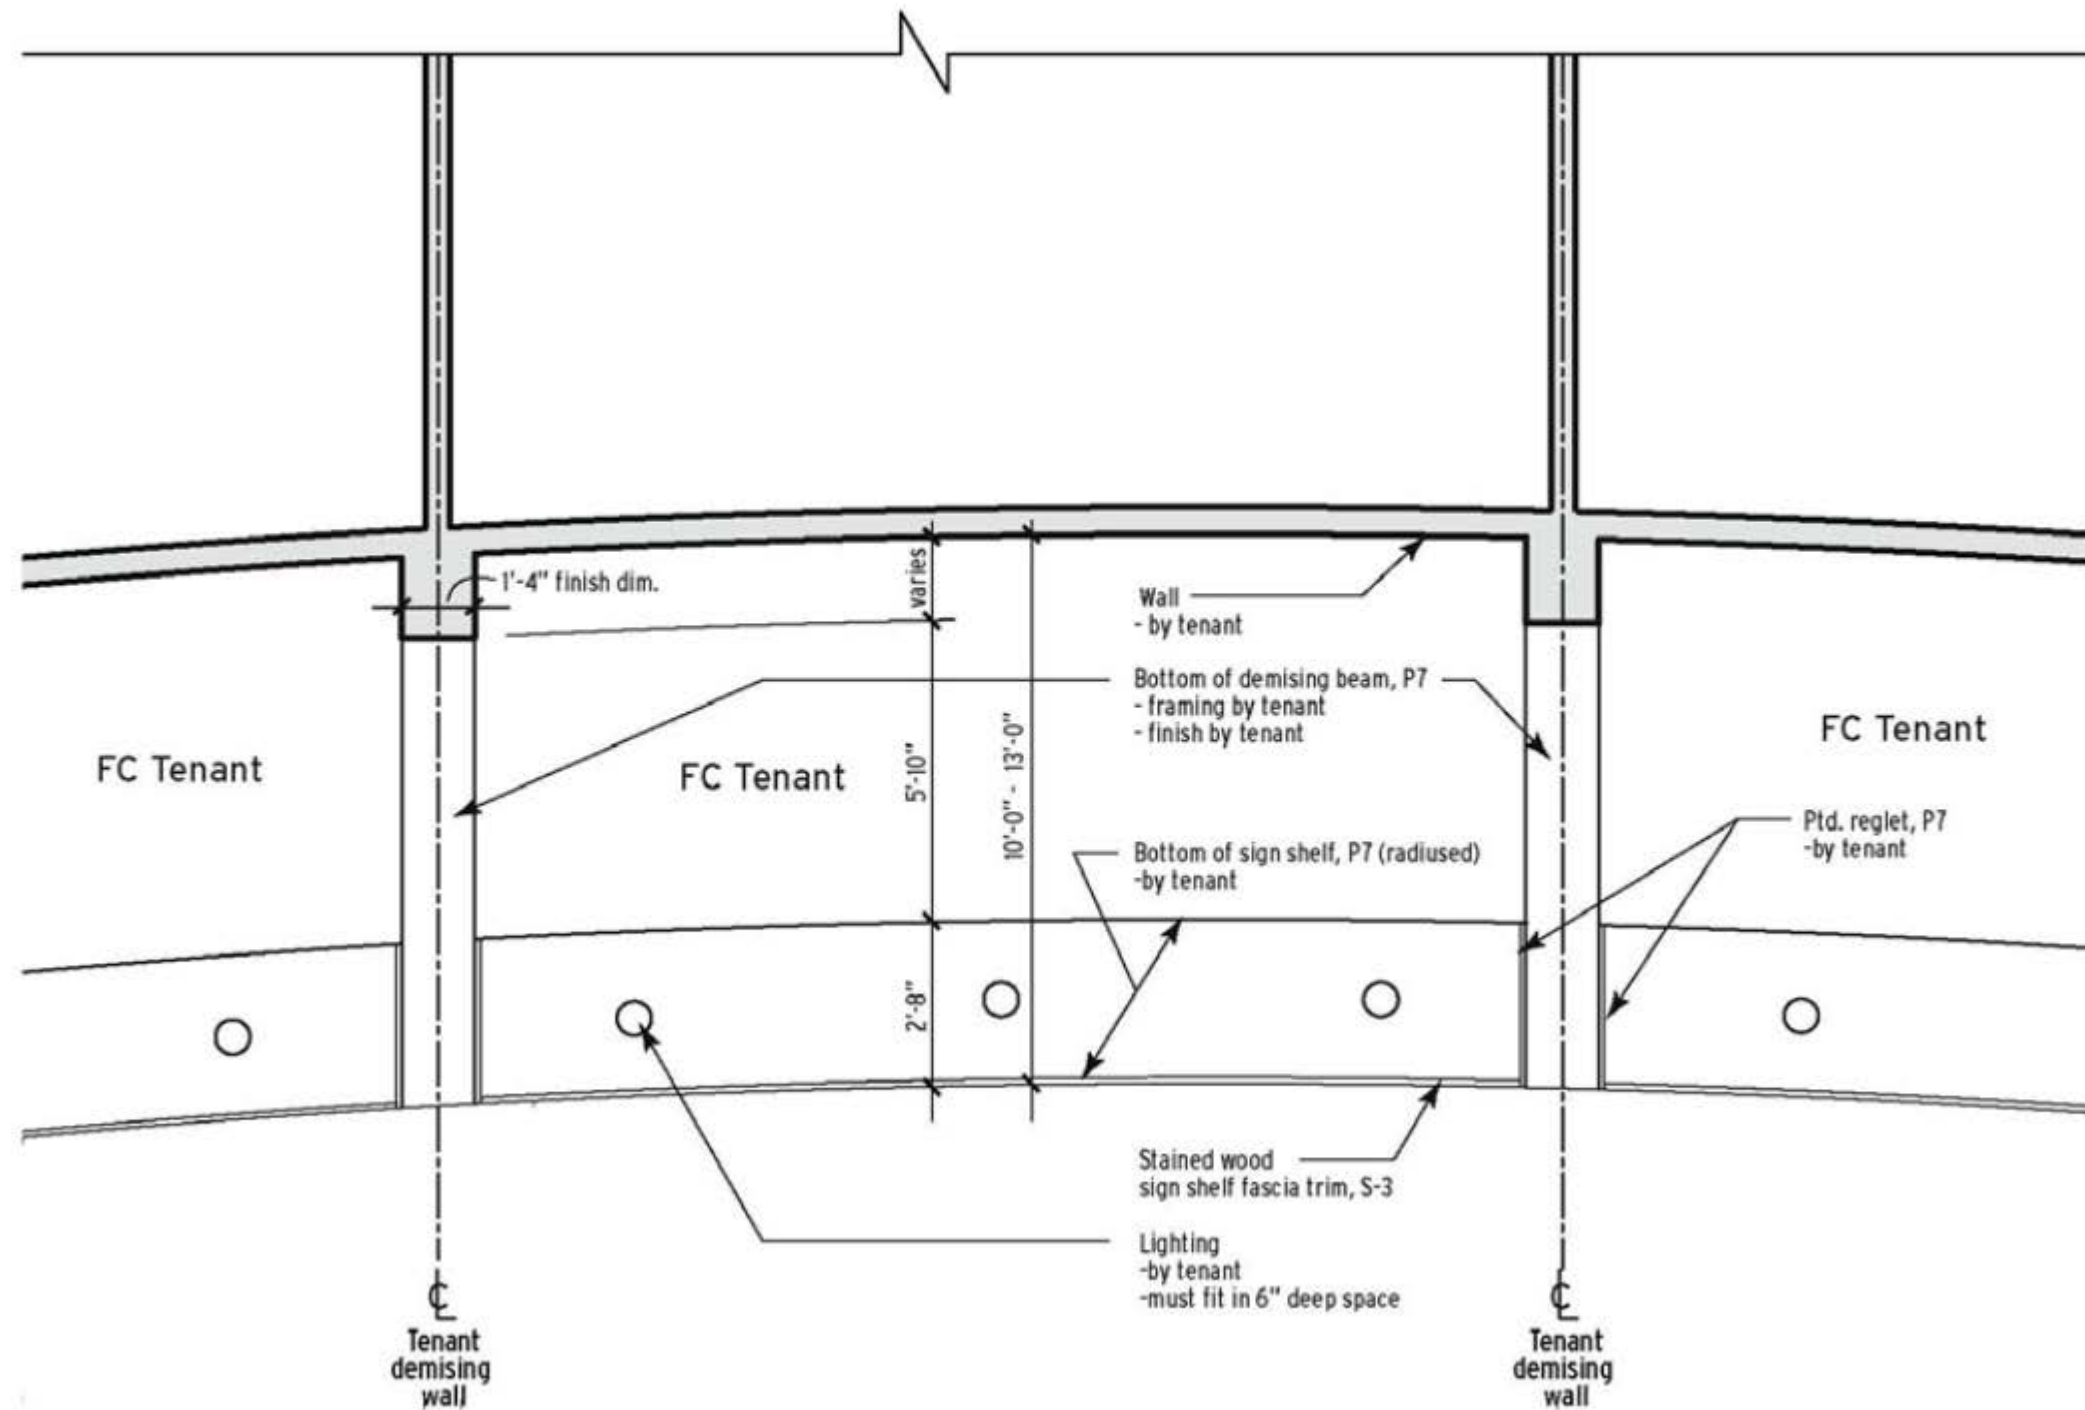 1'-4" finish dim.
varies
Wall
- by tenant
Bottom of demising beam, P7
- framing by tenant
- finish by tenant
FC Tenant
FC Tenant
FC Tenant
5'-10"
10'-0" - 13'-0"
Ptd. reglet, P7
-by tenant
Bottom of sign shelf, P7 (radiused)
-by tenant
2'-8"
Stained wood
sign shelf fascia trim, S-3
Lighting
-by tenant
-must fit in 6" deep space
℄
Tenant
demising
wall
℄
Tenant
demising
wall